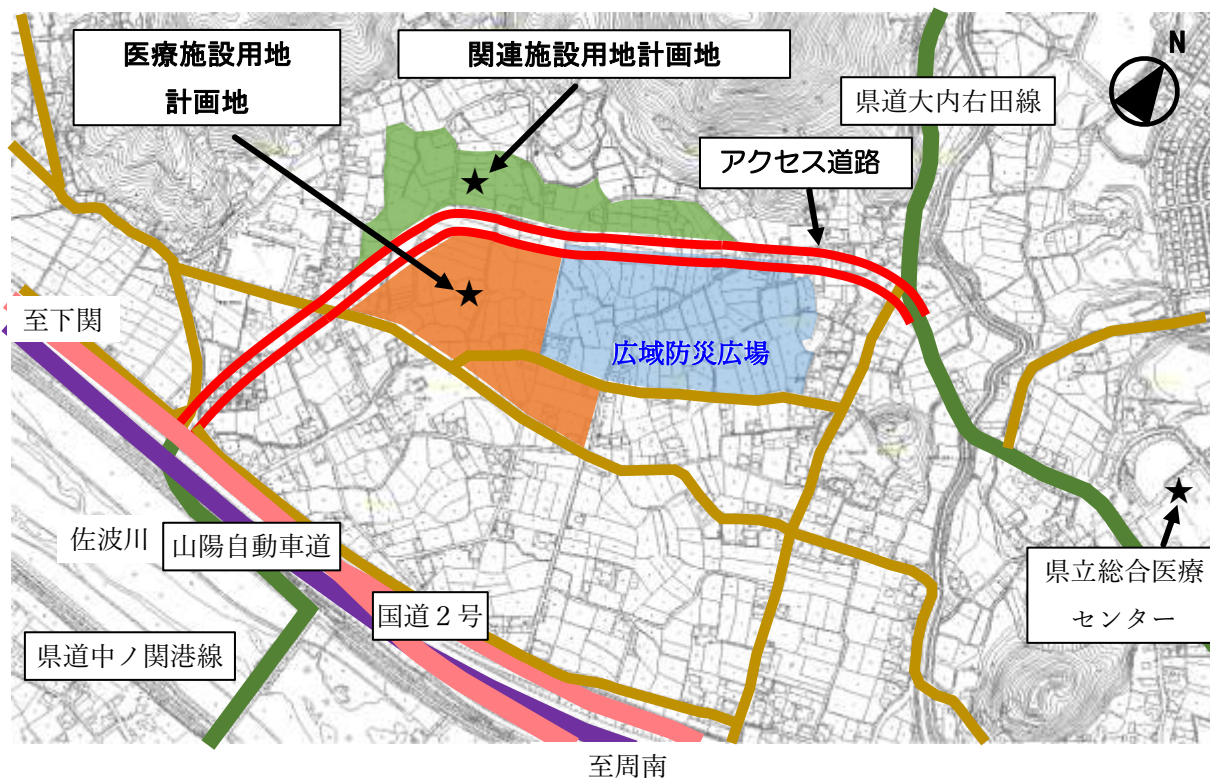 医療施設用地
計画地
関連施設用地計画地
N
県道大内右田線
アクセス道路
至下関
広域防災広場
佐波川
山陽自動車道
県立総合医療
センター
国道２号
県道中ノ関港線
至周南